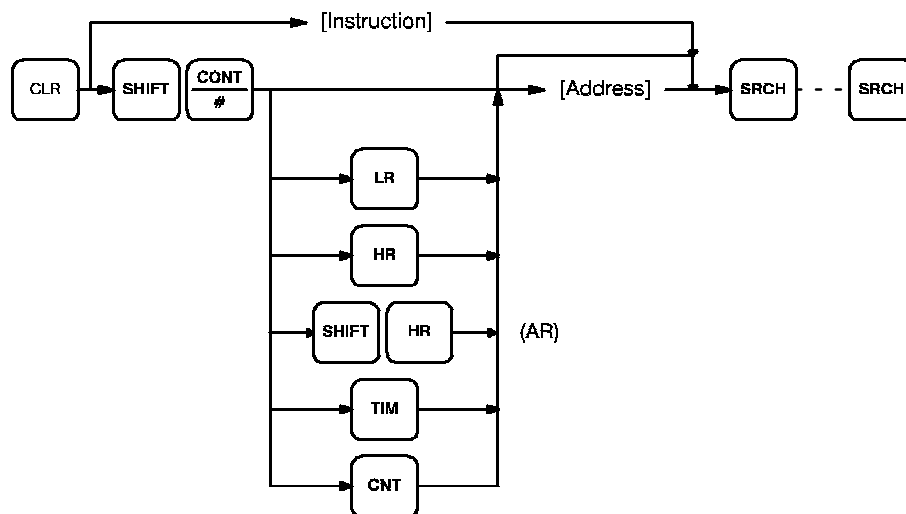 [Instruction]
CLR SHIFT CONT # [Address] SRCH - - - SRCH
LR
HR
SHIFT HR (AR)
TIM
CNT